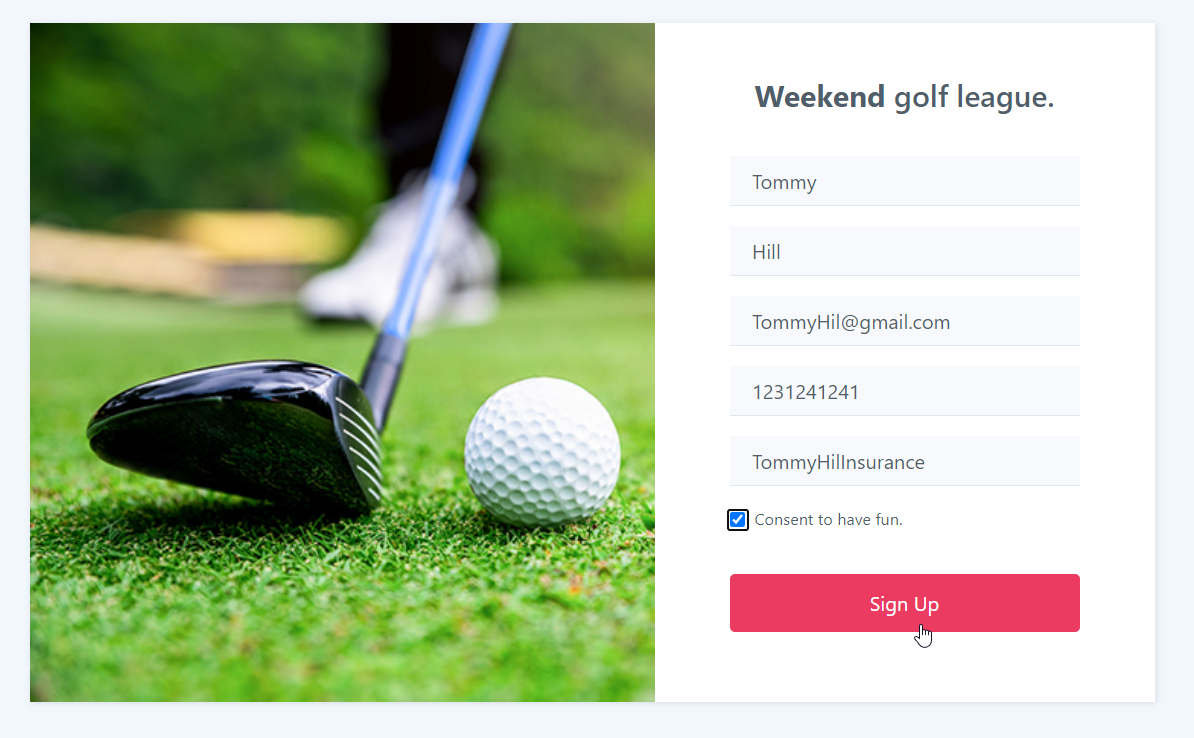 Weekend golf league.
Tommy
Hill
TommyHil@gmail.com
1231241241
TommyHillInsurance
Consent to have fun.
Sign Up